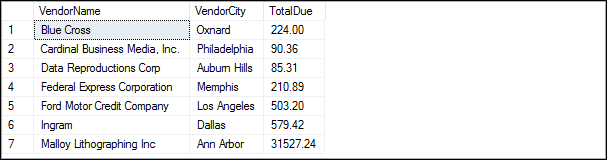 VendorName VendorCity TotalDue
1 Blue Cross Oxnard 224.00
2 Cardinal Business Media, Inc. Philadelphia 90.36
3 Data Reproductions Corp Auburn Hills 85.31
4 Federal Express Corporation Memphis 210.89
5 Ford Motor Credit Company Los Angeles 503.20
6 Ingram Dallas 579.42
7 Malloy Lithographing Inc Ann Arbor 31527.24